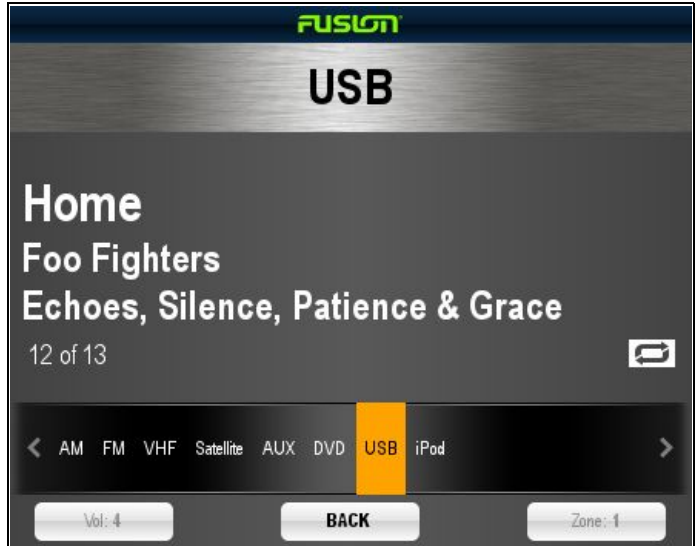 FUSION
USB
Home
Foo Fighters
Echoes, Silence, Patience & Grace
12 of 13
AM FM VHF Satellite AUX DVD USB iPod
Vol: 4 BACK Zone: 1